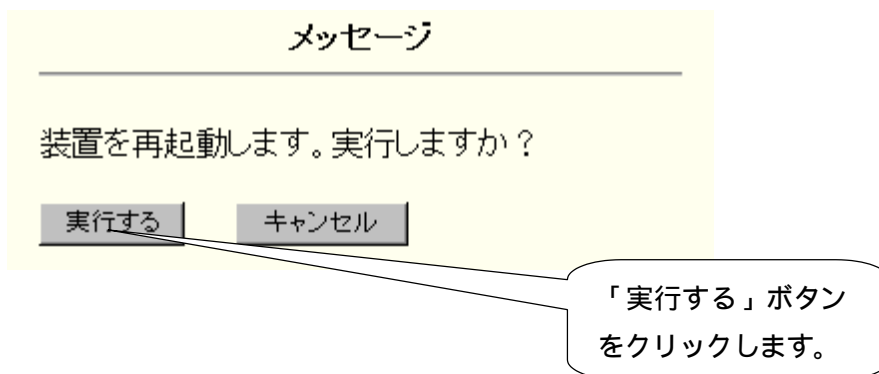 メッセージ
装置を再起動します。実行しますか？
実行する
キャンセル
「実行する」ボタン
をクリックします。